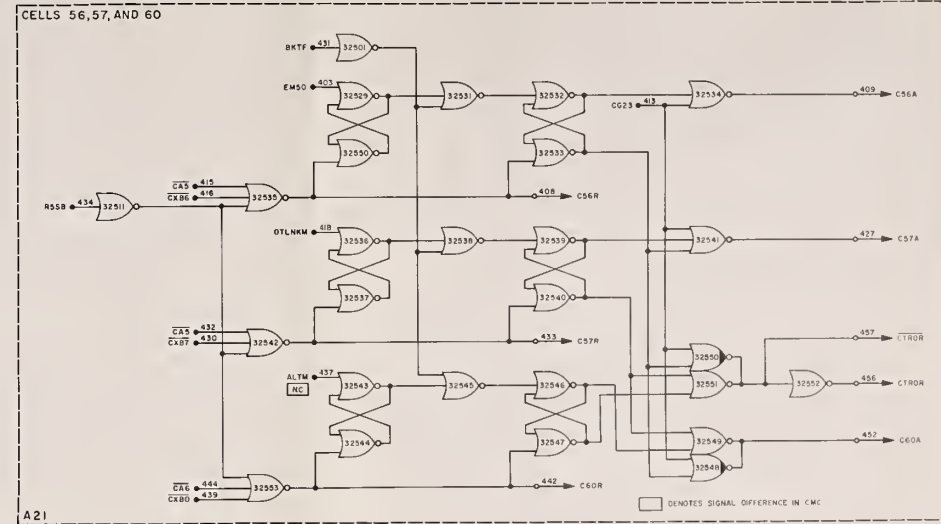 CELLS 56,57, AND 60
BKTF 431 32501
EM50 403 32529 32531 32532 CG23 413 32534 409 C56A
32550 32533
CA5 415
CXB6 416 32535 408 C56R
R5SB 434 32511
OTLNKM 418 32536 32538 32539 32541 427 C57A
32537 32540
CA5 432
CXB7 430 32542 433 C57R
457 CTROR
32550
ALTM 437 32543 32545 32546 32551 32552 456 CTROR
NC
32544 32547 32549 452 C60A
32548
CA6 444
CXB0 439 32553 442 C60R
DENOTES SIGNAL DIFFERENCE IN CMC
A21